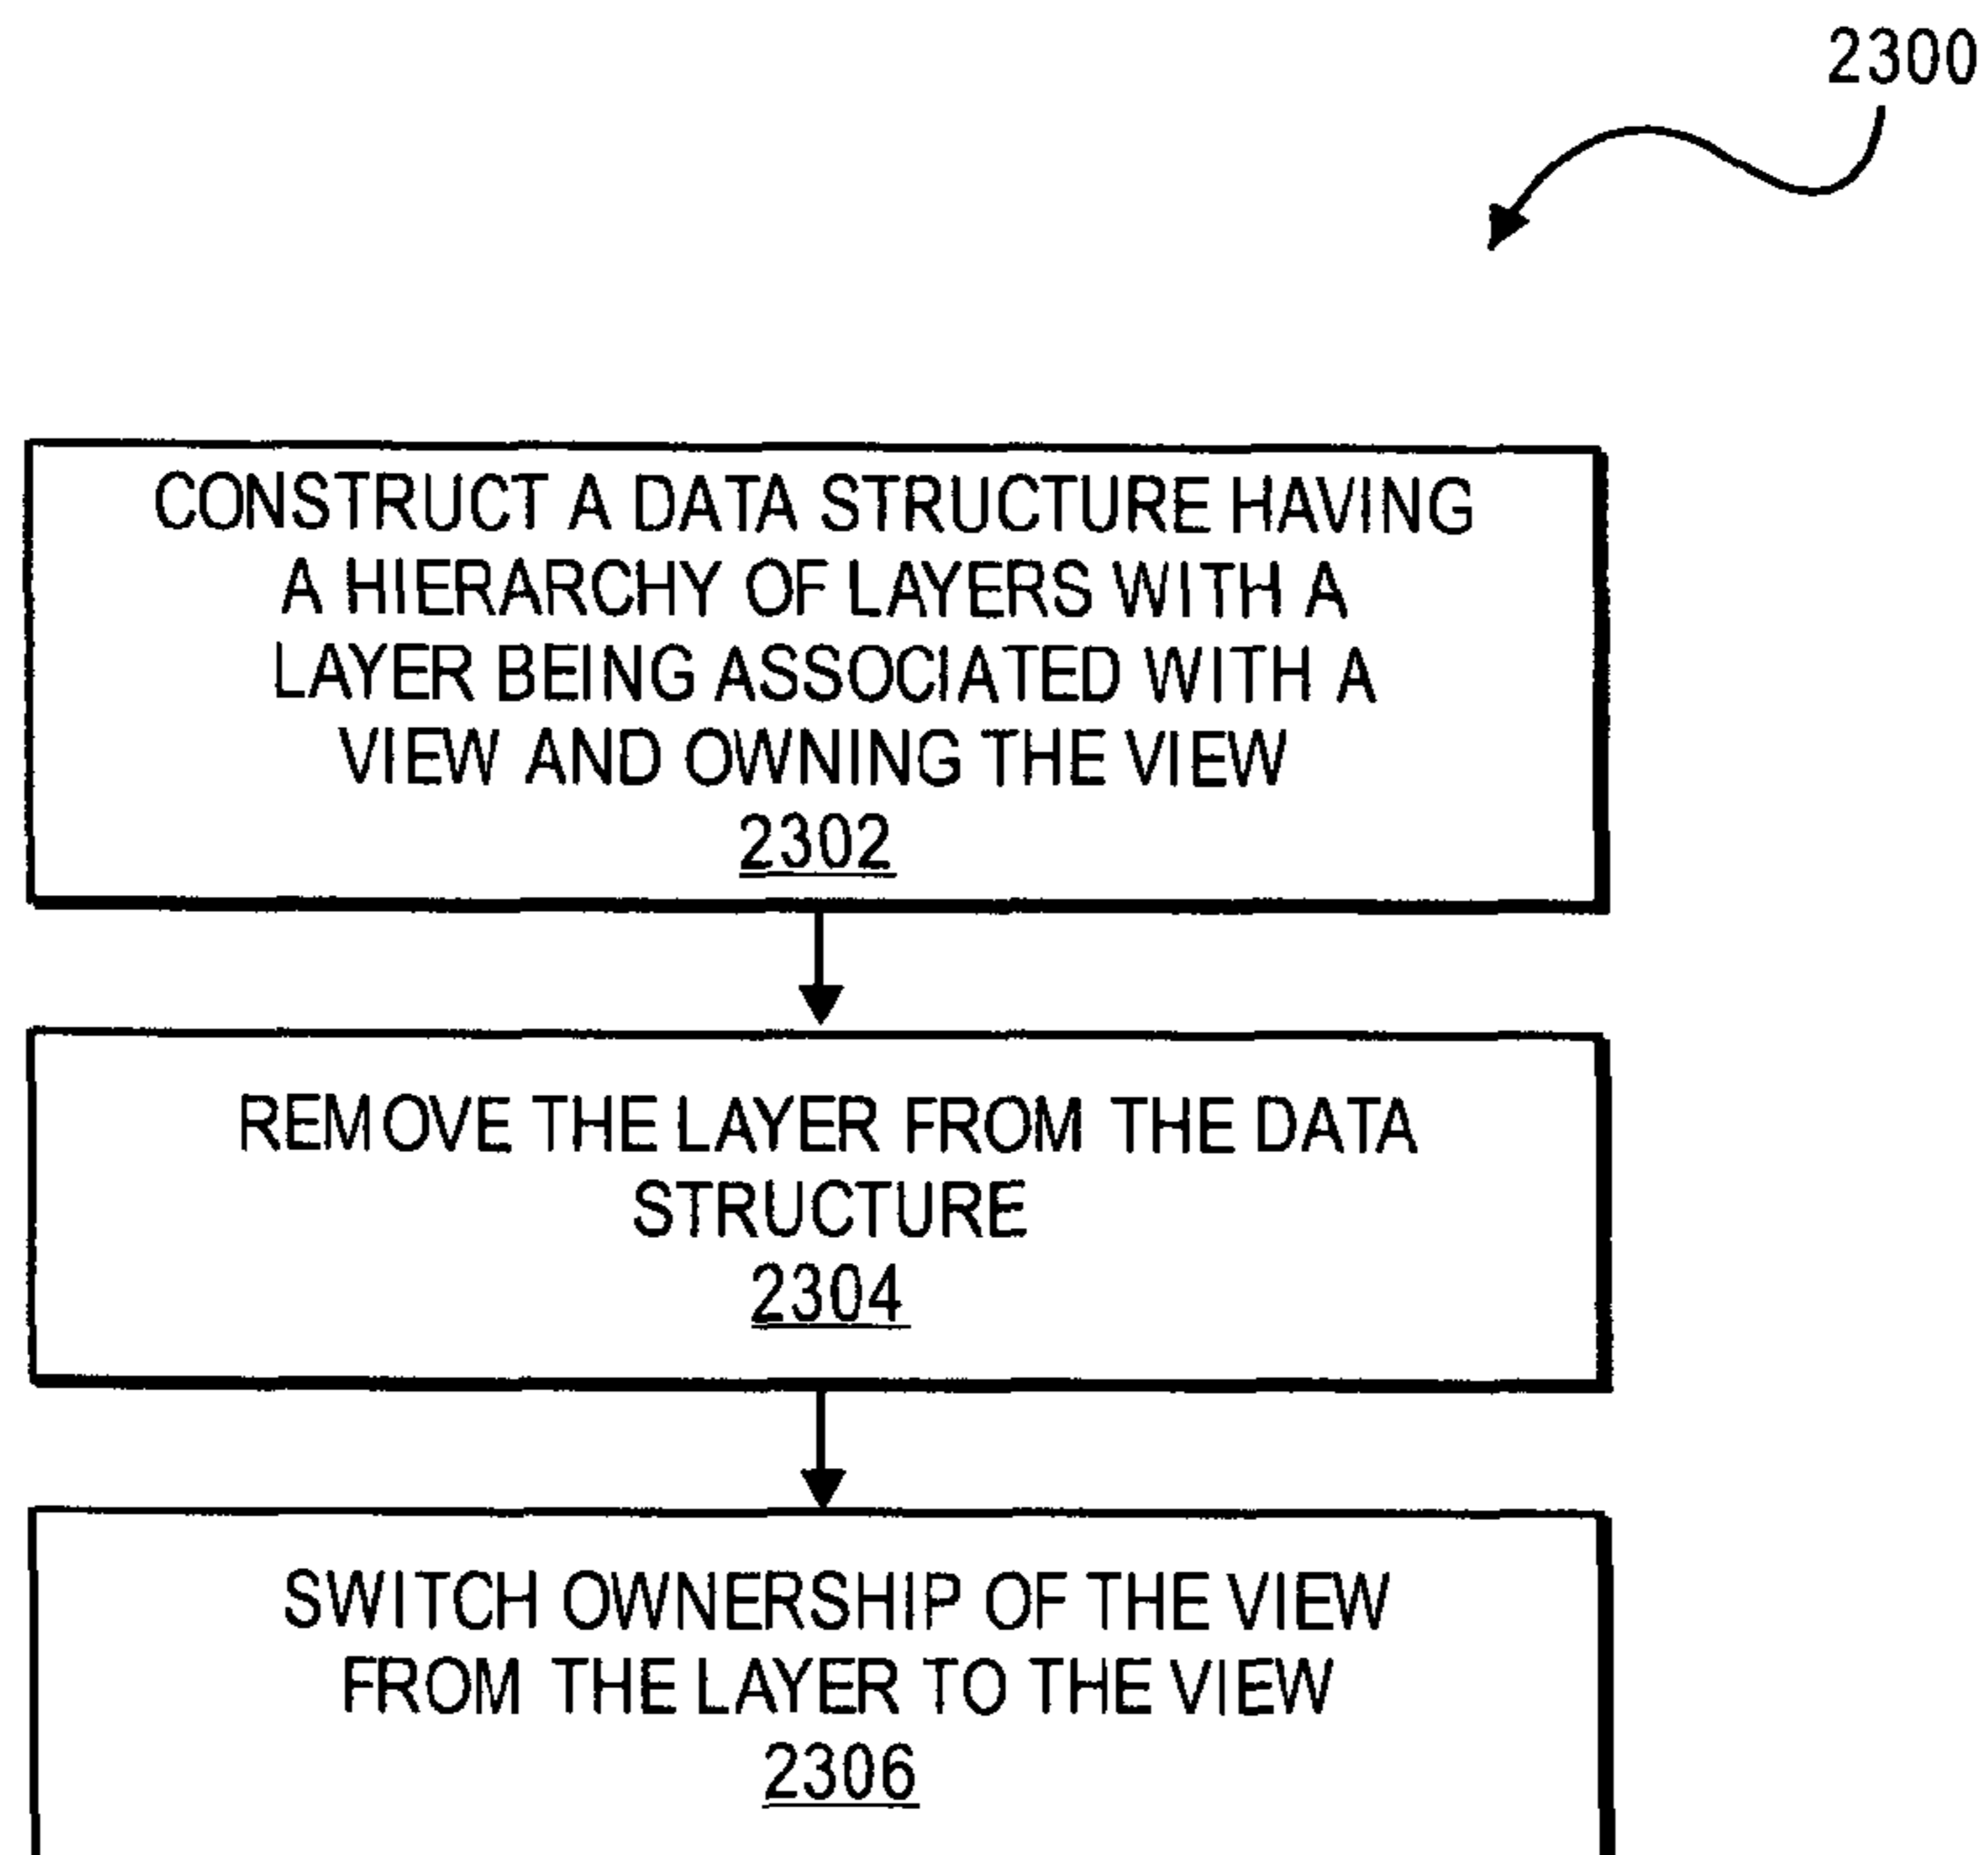 2300
CONSTRUCT A DATA STRUCTURE HAVING
A HIERARCHY OF LAYERS WITH A
LAYER BEING ASSOCIATED WITH A
VIEW AND OWNING THE VIEW
2302
REMOVE THE LAYER FROM THE DATA
STRUCTURE
2304
SWITCH OWNERSHIP OF THE VIEW
FROM THE LAYER TO THE VIEW
2306